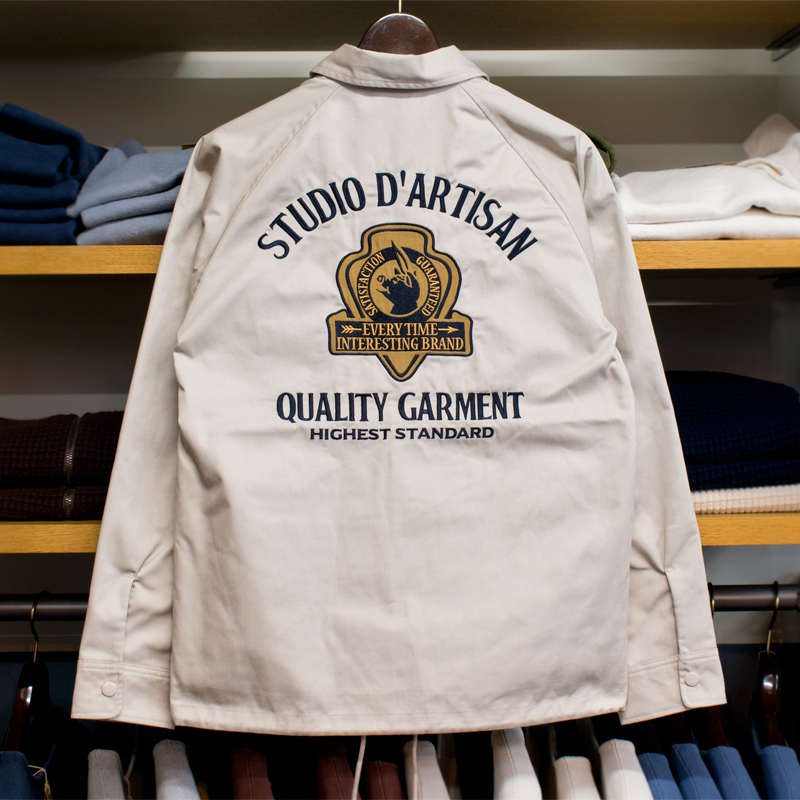 STUDIO D'ARTISAN
SATISFACTION GUARANTEED
EVERY TIME
INTERESTING BRAND
QUALITY GARMENT
HIGHEST STANDARD